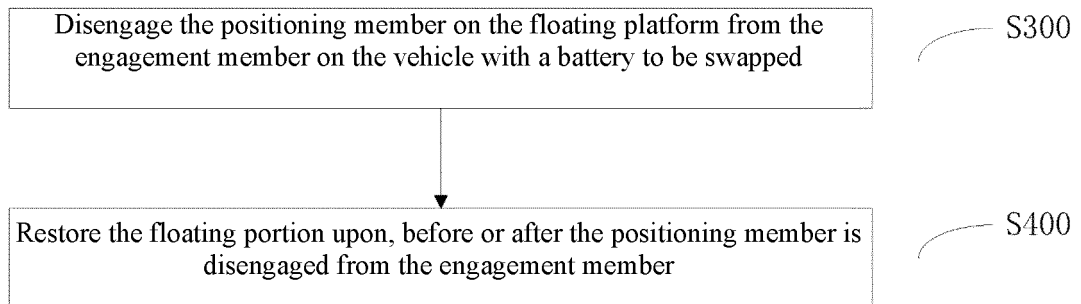 Disengage the positioning member on the floating platform from the
engagement member on the vehicle with a battery to be swapped
S300
Restore the floating portion upon, before or after the positioning member is
disengaged from the engagement member
S400